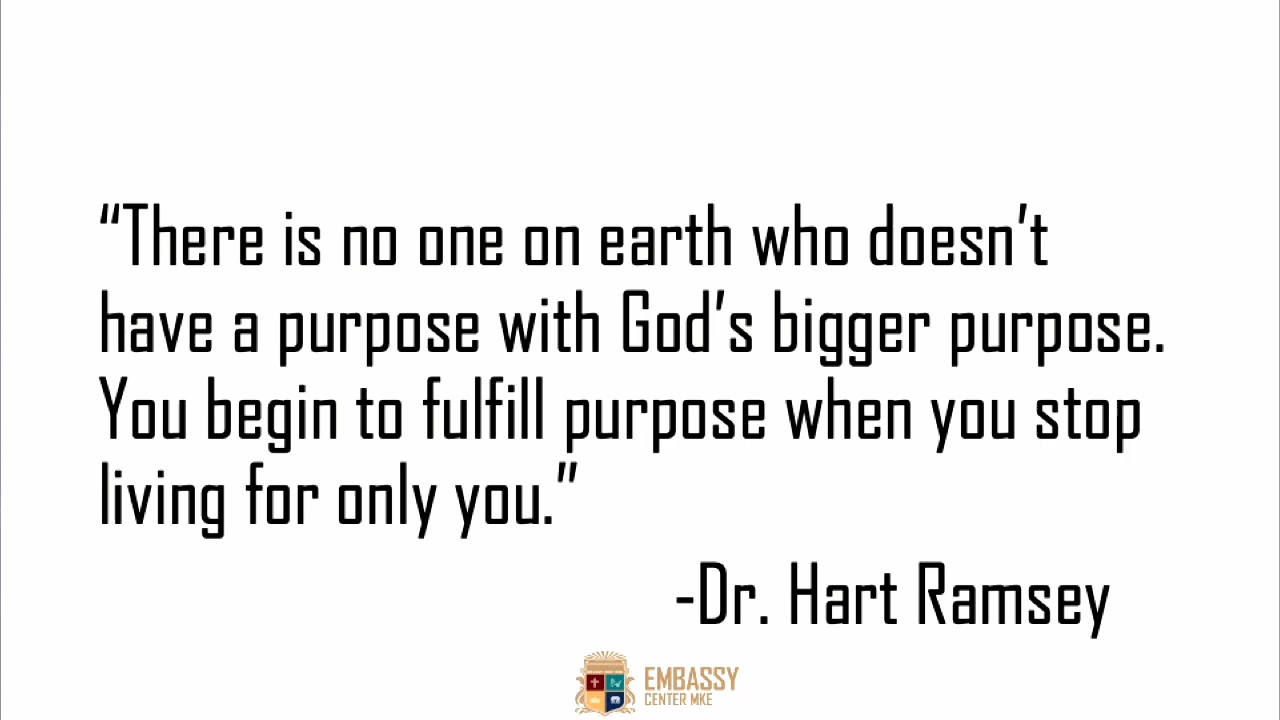 “There is no one on earth who doesn’t
have a purpose with God’s bigger purpose.
You begin to fulfill purpose when you stop
living for only you.”
-Dr. Hart Ramsey
EMBASSY
CENTER MKE